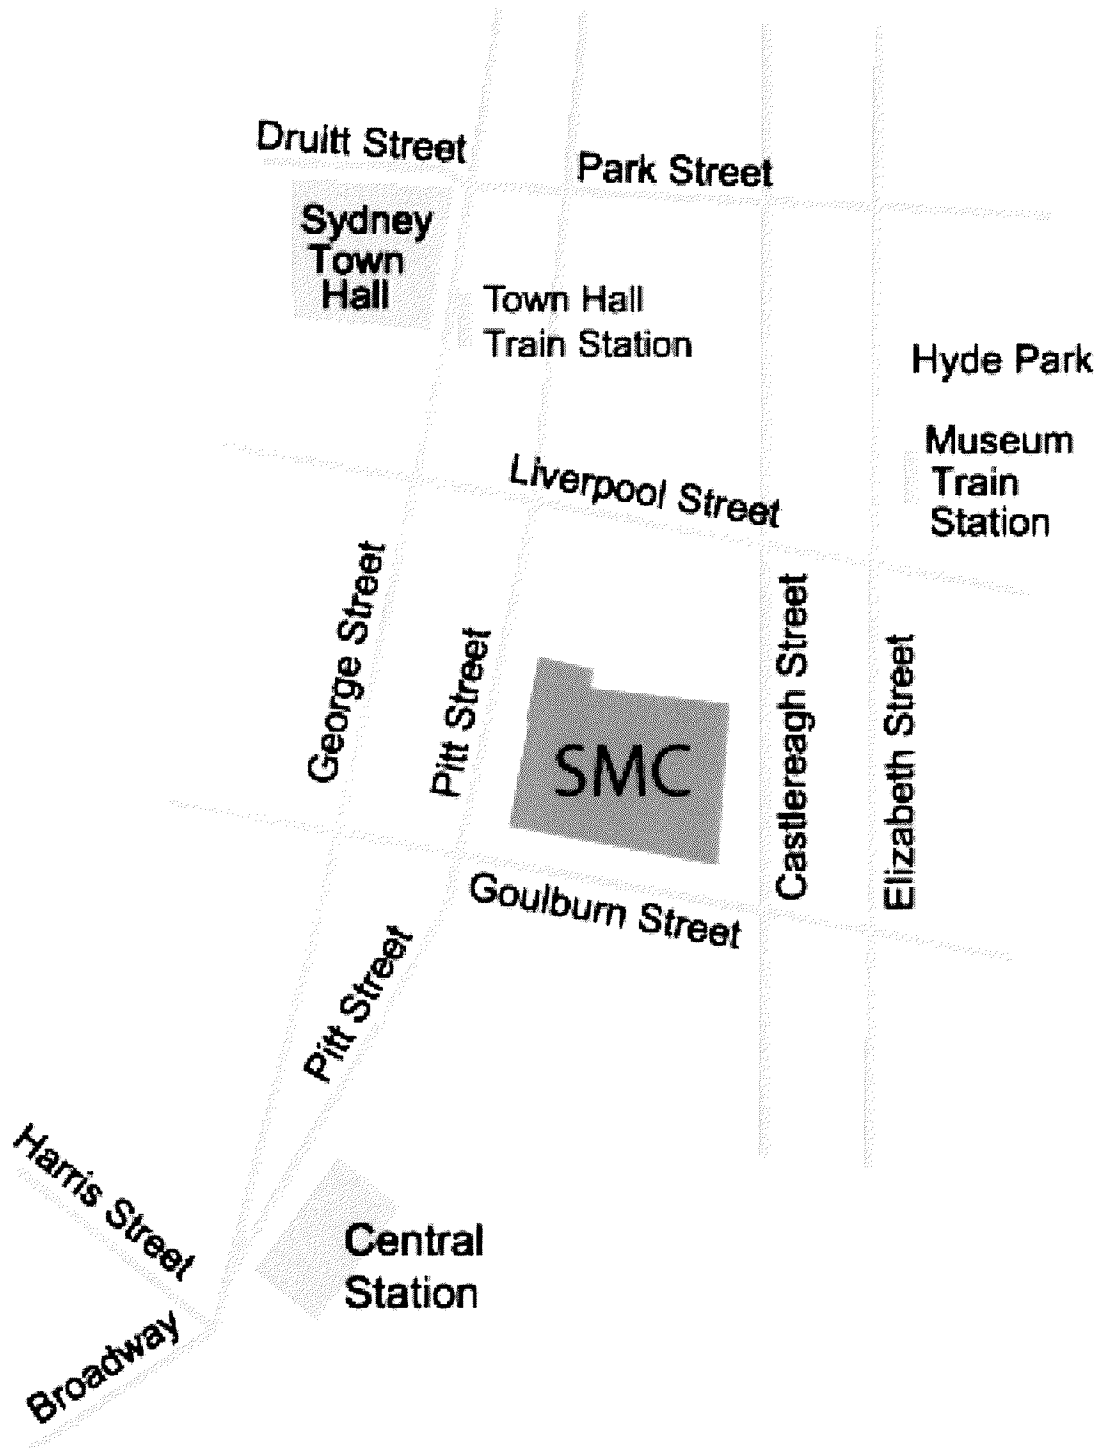 Druitt Street
Park Street
Sydney
Town
Hall
Town Hall
Train Station
Hyde Park
Museum
Train
Station
Liverpool Street
George Street
Pitt Street
SMC
Castlereagh Street
Elizabeth Street
Goulburn Street
Pitt Street
Harris Street
Central
Station
Broadway